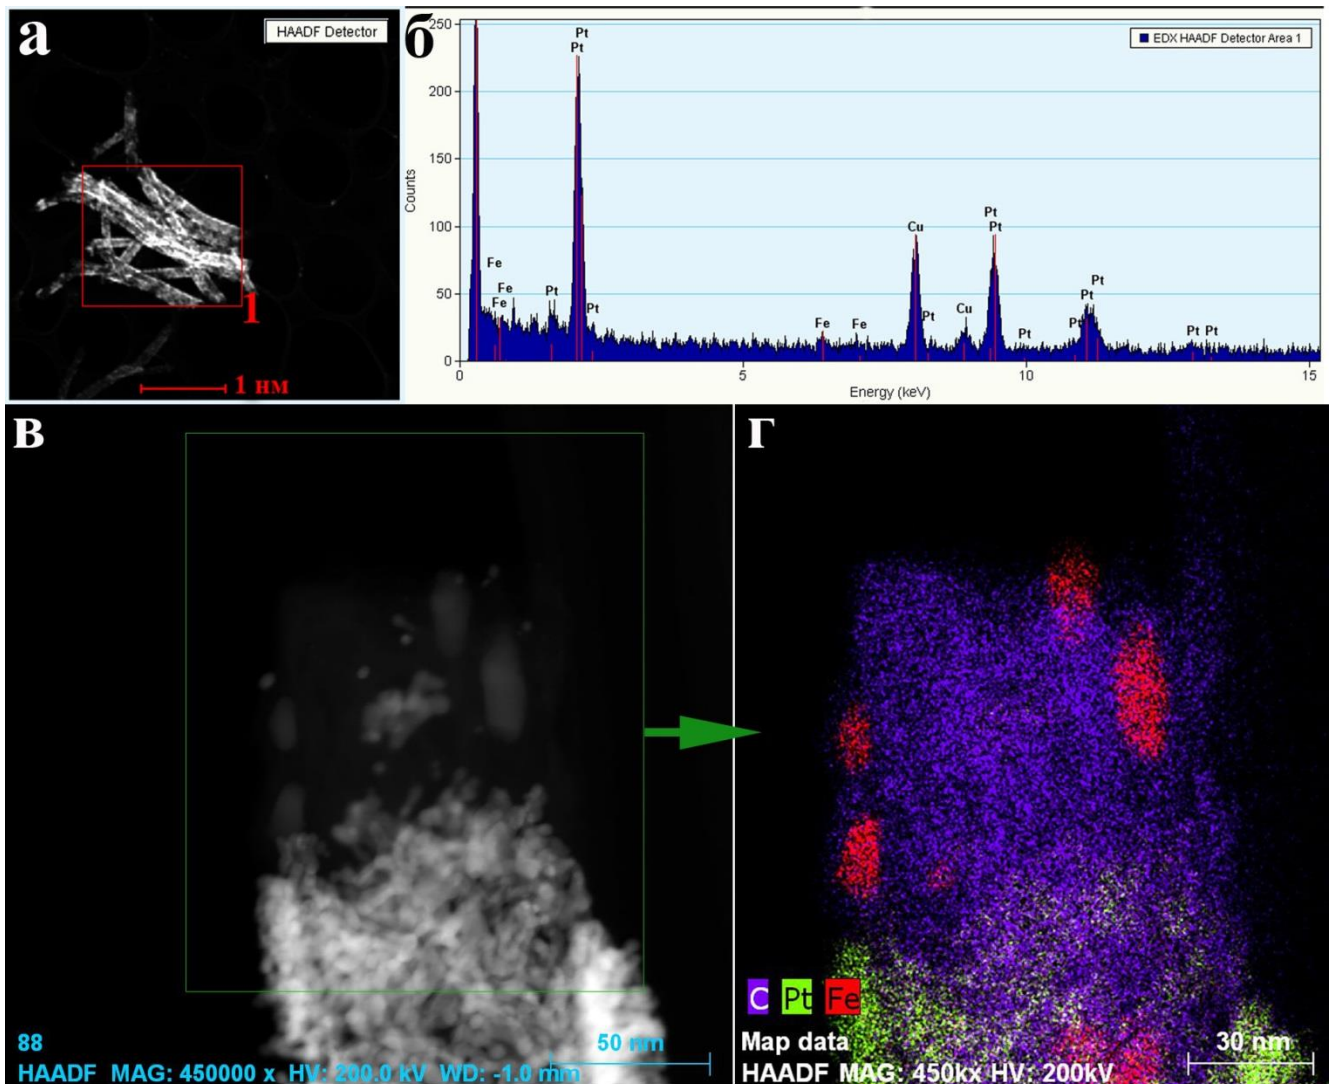 а
HAADF Detector
1
1 нм
б
EDX HAADF Detector Area 1
Counts
250
200
150
100
50
0
Fe
Fe
Fe
Pt
Pt
Pt
Pt
Fe
Fe
Cu
Pt
Cu
Pt
Pt
Pt
Pt
Pt
Pt
Pt
Pt
0
5
10
15
Energy (keV)
в
88
50 nm
HAADF MAG: 450000 x HV: 200.0 kV WD: -1.0 mm
г
C Pt Fe
Map data
30 nm
HAADF MAG: 450kx HV: 200kV